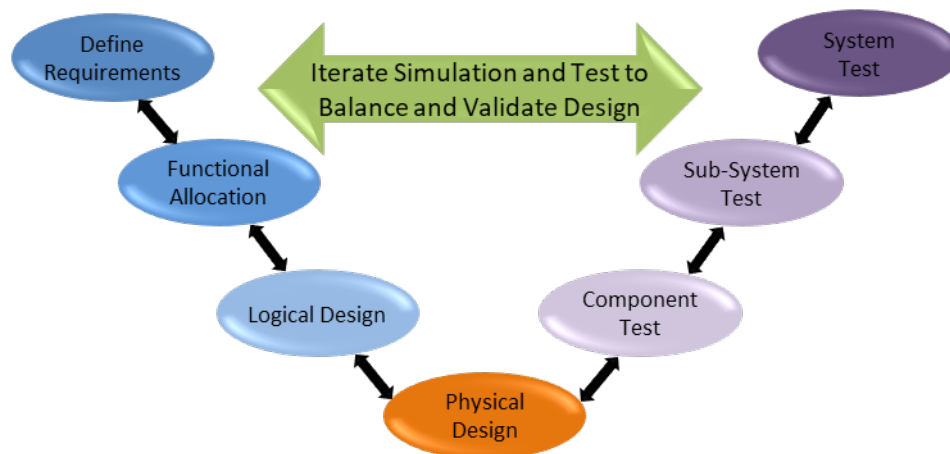 Define
Requirements
Iterate Simulation and Test to
Balance and Validate Design
System
Test
Functional
Allocation
Sub-System
Test
Logical Design
Component
Test
Physical
Design